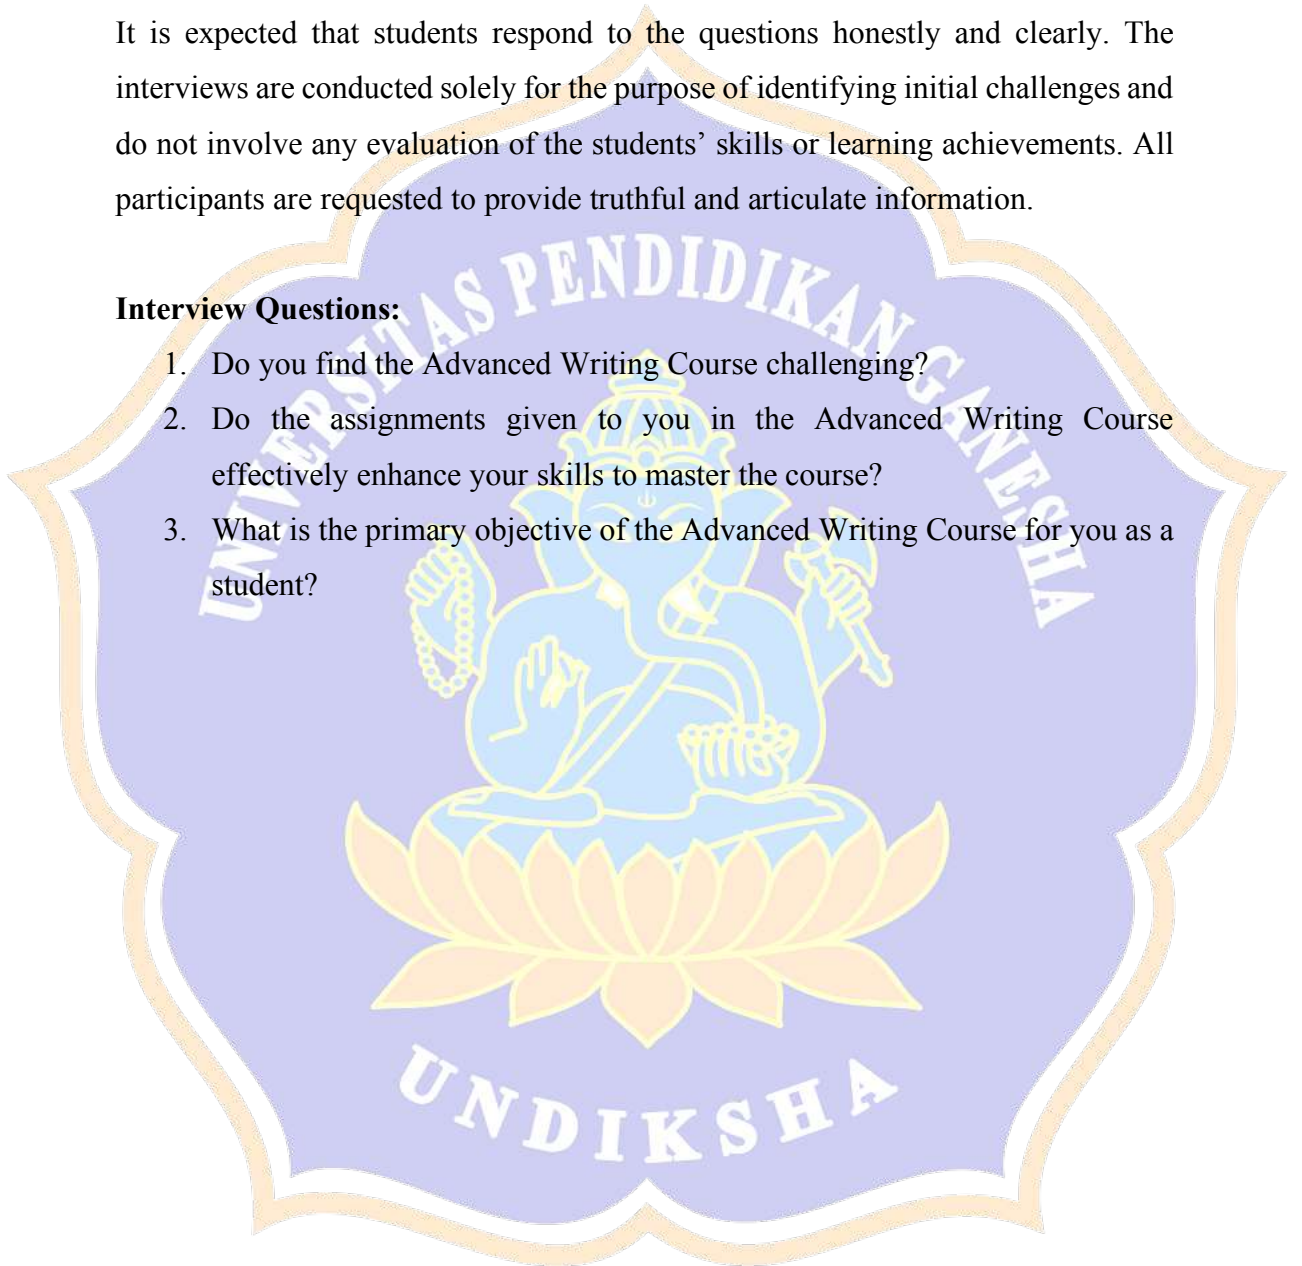 It is expected that students respond to the questions honestly and clearly. The
interviews are conducted solely for the purpose of identifying initial challenges and
do not involve any evaluation of the students’ skills or learning achievements. All
participants are requested to provide truthful and articulate information.
Interview Questions:
1. Do you find the Advanced Writing Course challenging?
2. Do the assignments given to you in the Advanced Writing Course
effectively enhance your skills to master the course?
3. What is the primary objective of the Advanced Writing Course for you as a
student?
UNIVERSITAS PENDIDIKAN GANESHA
UNDIKSHA